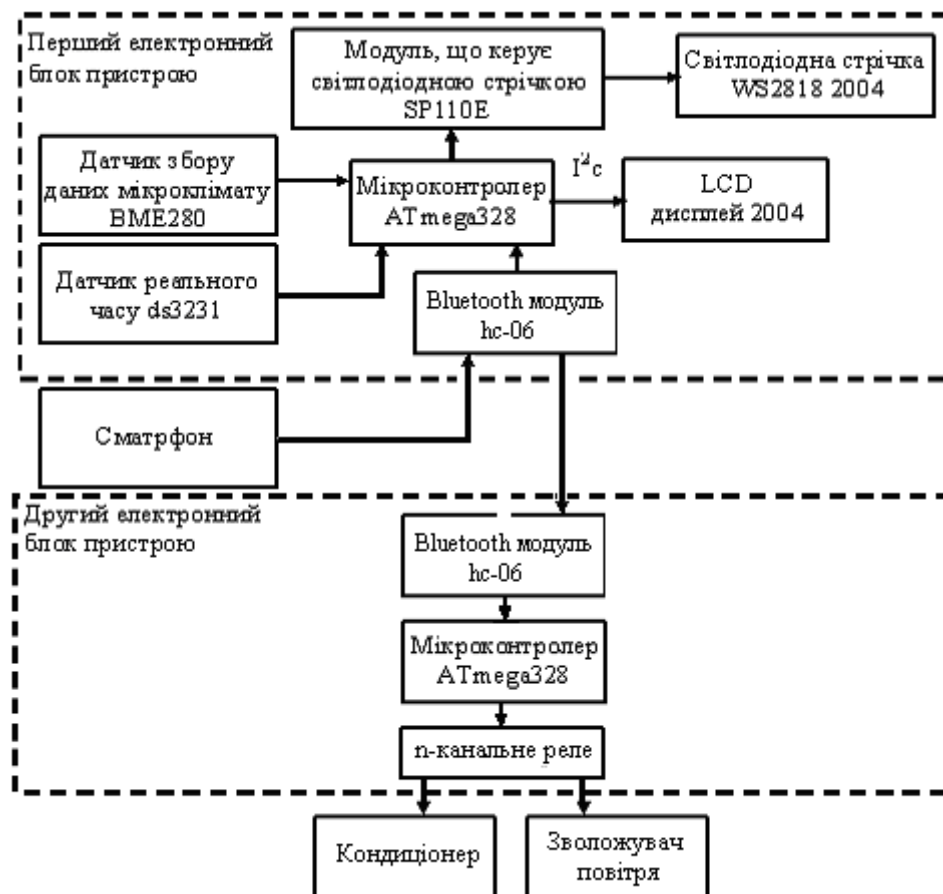 Перший електронний
блок пристрою
Модуль, що керує
світлодіодною стрічкою
SP110E
Світлодіодна стрічка
WS2818 2004
Датчик збору
даних мікроклімату
BME280
Мікроконтролер
ATmega328
I²c
LCD
дисплей 2004
Датчик реального
часу ds3231
Bluetooth модуль
hc-06
Сматрфон
Другий електронний
блок пристрою
Bluetooth модуль
hc-06
Мікроконтролер
ATmega328
n-канальне реле
Кондиціонер
Зволожувач
повітря